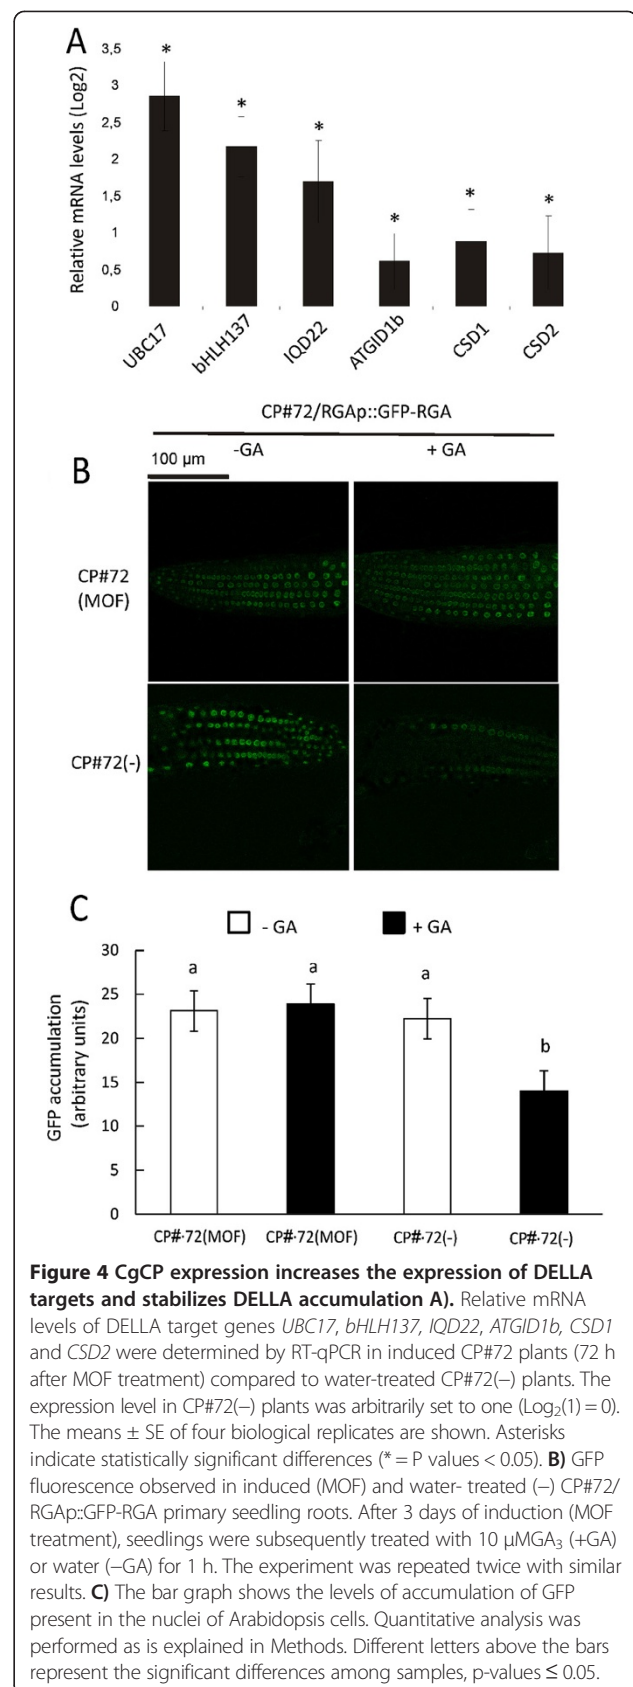 A
Relative mRNA levels (Log2)
3,5
3
2,5
2
1,5
1
0,5
0
*
*
*
*
*
*
UBC17
bHLH137
IQD22
ATGID1b
CSD1
CSD2
CP#72/RGAp::GFP-RGA
-GA
+ GA
B
100 µm
CP#72
(MOF)
CP#72(-)
C
- GA
+ GA
GFP accumulation
(arbitrary units)
30
25
20
15
10
5
0
a
a
a
b
CP#·72(MOF)
CP#·72(MOF)
CP#·72(-)
CP#·72(-)
Figure 4 CgCP expression increases the expression of DELLA
targets and stabilizes DELLA accumulation A). Relative mRNA
levels of DELLA target genes UBC17, bHLH137, IQD22, ATGID1b, CSD1
and CSD2 were determined by RT-qPCR in induced CP#72 plants (72 h
after MOF treatment) compared to water-treated CP#72(−) plants. The
expression level in CP#72(−) plants was arbitrarily set to one (Log₂(1) = 0).
The means ± SE of four biological replicates are shown. Asterisks
indicate statistically significant differences (* = P values < 0.05). B) GFP
fluorescence observed in induced (MOF) and water- treated (−) CP#72/
RGAp::GFP-RGA primary seedling roots. After 3 days of induction (MOF
treatment), seedlings were subsequently treated with 10 µMGA₃ (+GA)
or water (−GA) for 1 h. The experiment was repeated twice with similar
results. C) The bar graph shows the levels of accumulation of GFP
present in the nuclei of Arabidopsis cells. Quantitative analysis was
performed as is explained in Methods. Different letters above the bars
represent the significant differences among samples, p-values ≤ 0.05.